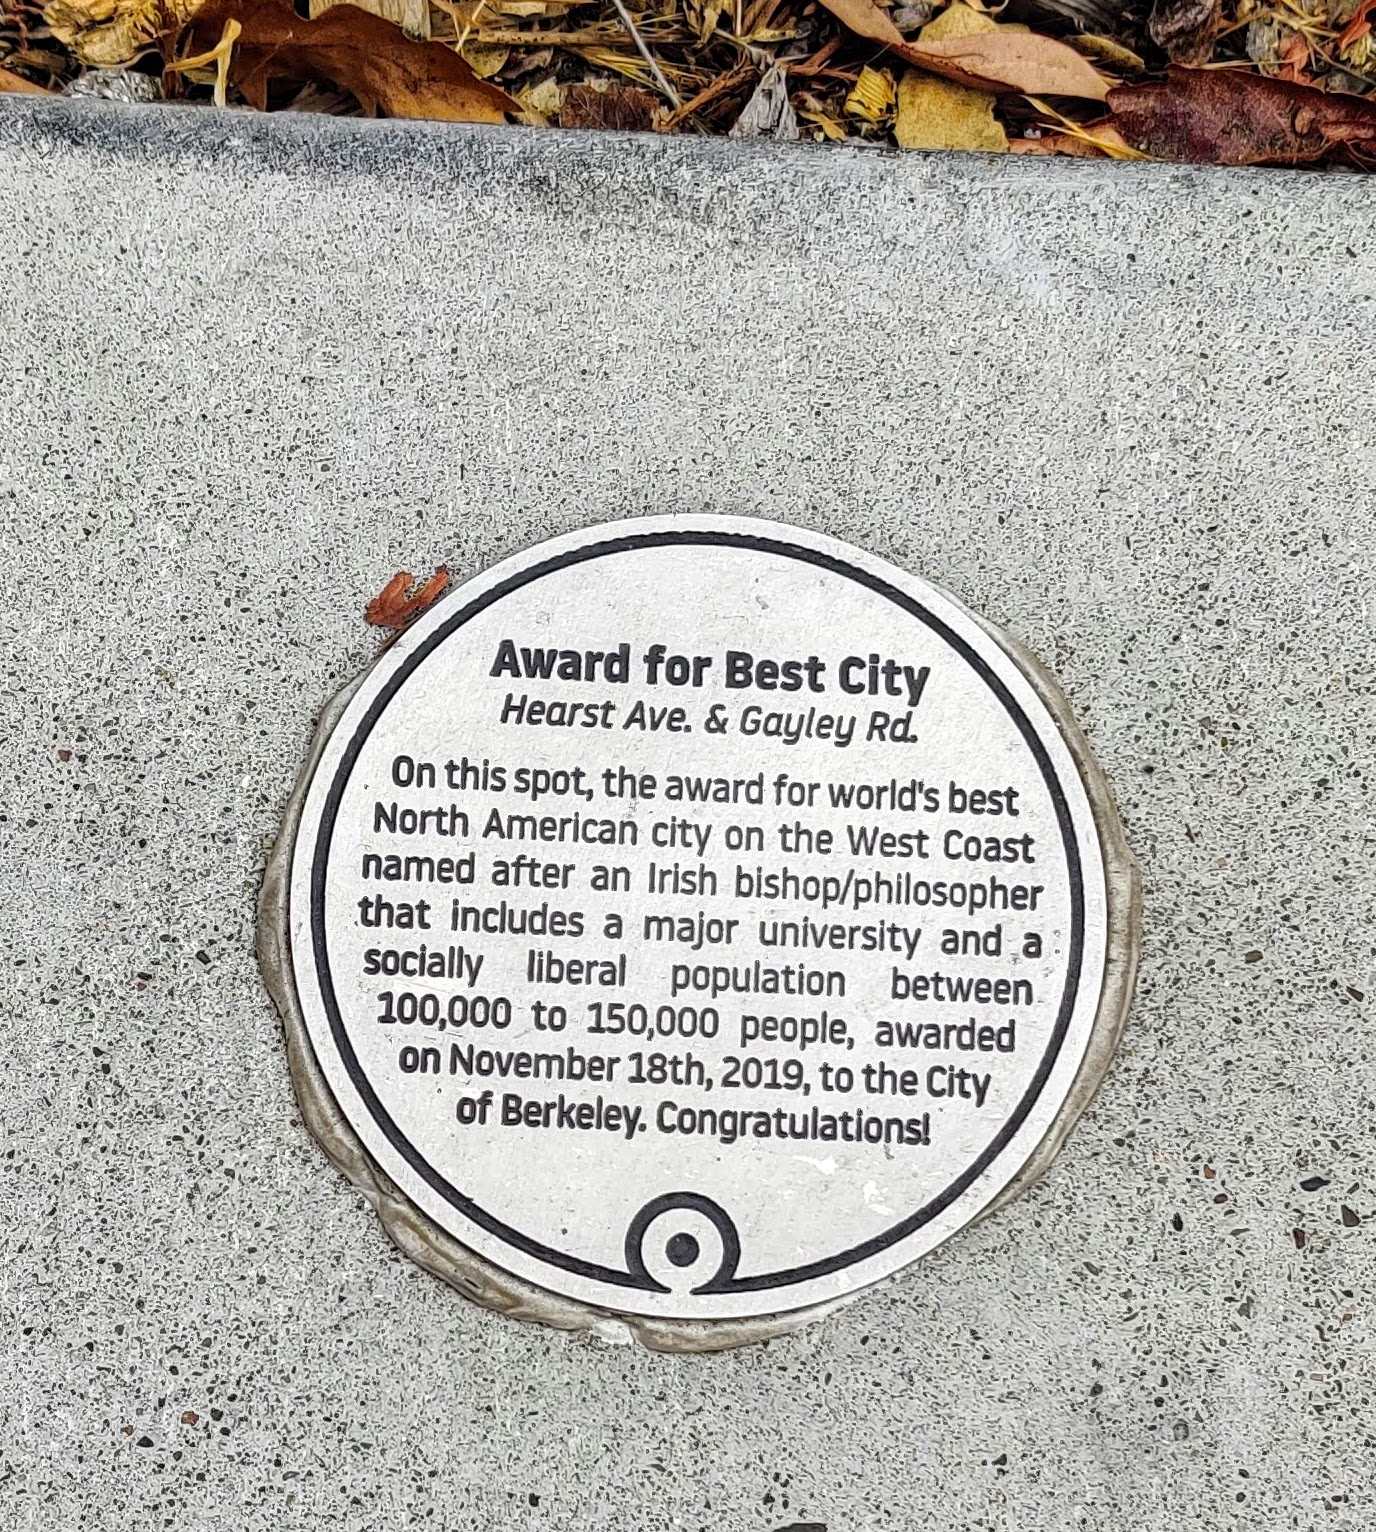 Award for Best City
Hearst Ave. & Gayley Rd.
On this spot, the award for world's best
North American city on the West Coast
named after an Irish bishop/philosopher
that includes a major university and a
socially liberal population between
100,000 to 150,000 people, awarded
on November 18th, 2019, to the City
of Berkeley. Congratulations!